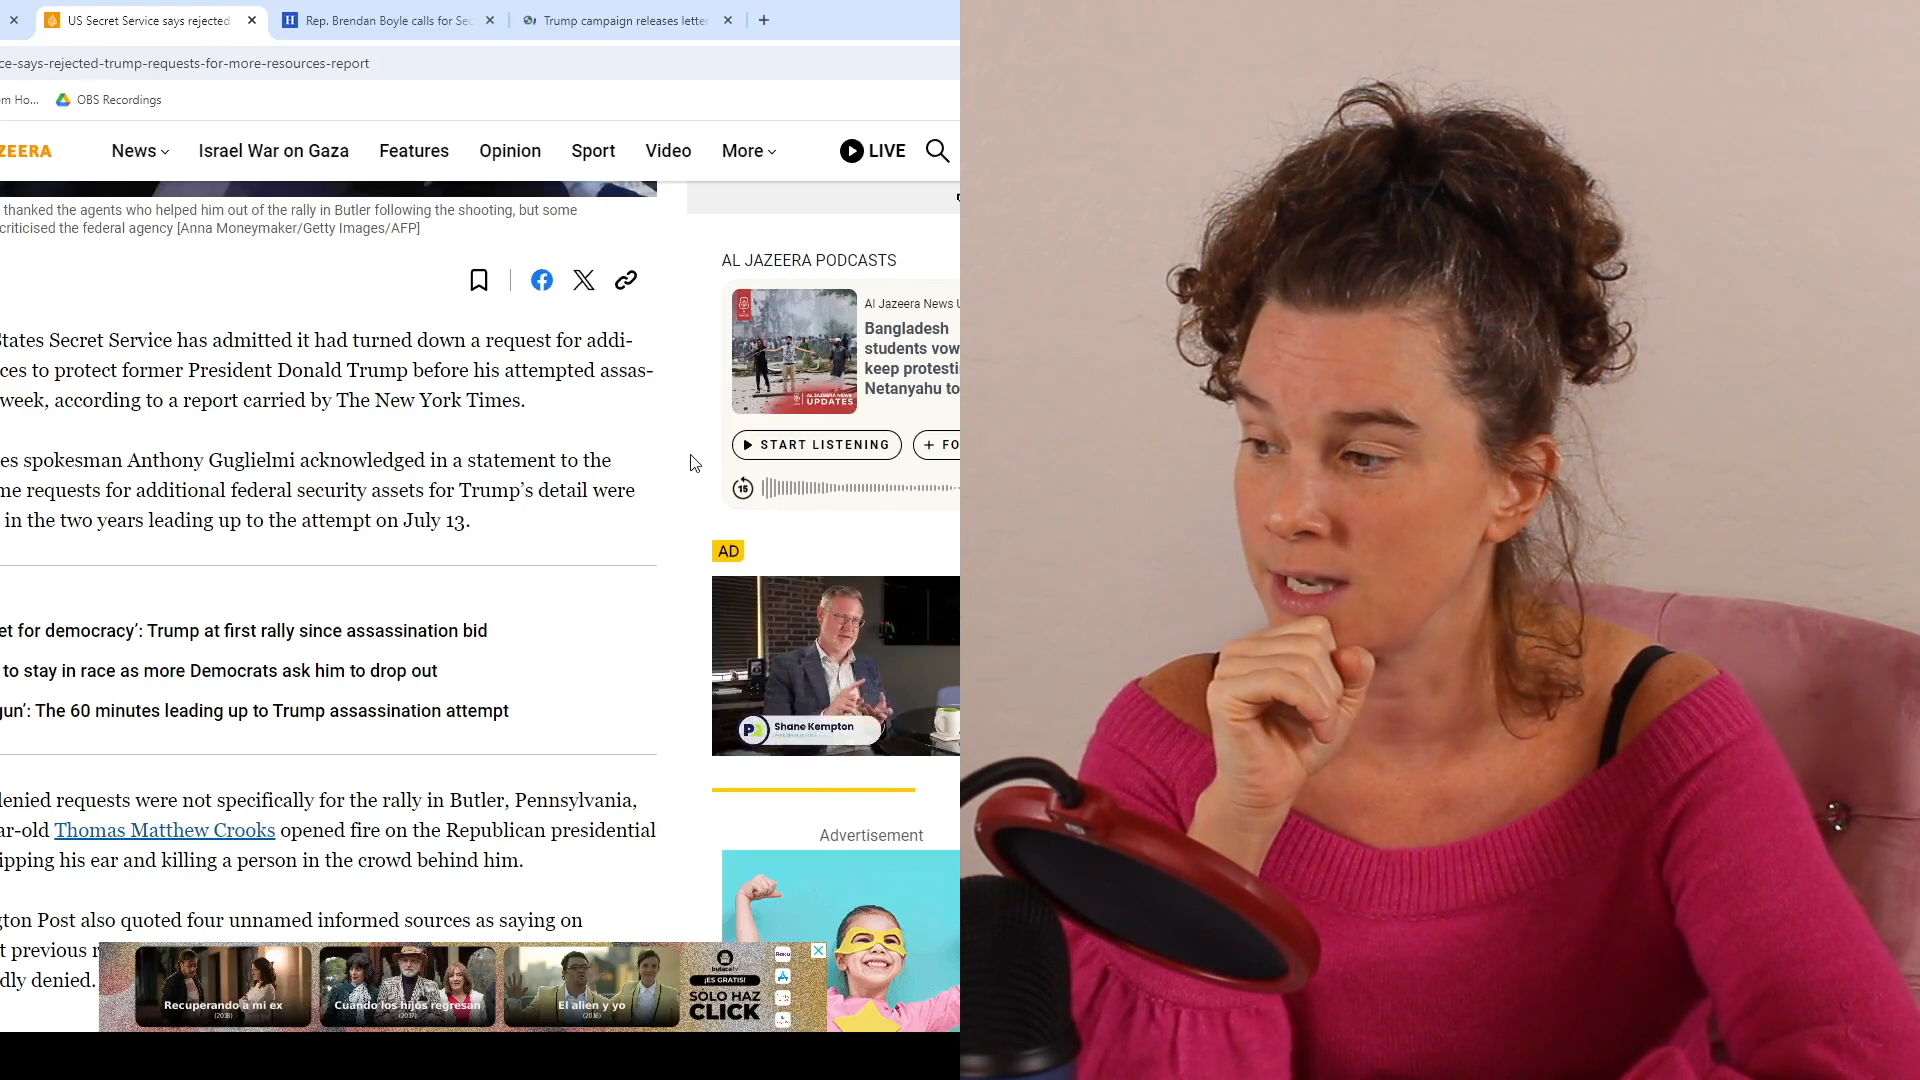 US Secret Service says rejected
Rep. Brendan Boyle calls for Sec
Trump campaign releases letter
ce-says-rejected-trump-requests-for-more-resources-report
om Ho...
OBS Recordings
ZEERA
News
Israel War on Gaza
Features
Opinion
Sport
Video
More
LIVE
thanked the agents who helped him out of the rally in Butler following the shooting, but some
criticised the federal agency [Anna Moneymaker/Getty Images/AFP]
States Secret Service has admitted it had turned down a request for addi-
ces to protect former President Donald Trump before his attempted assas-
week, according to a report carried by The New York Times.
es spokesman Anthony Guglielmi acknowledged in a statement to the
me requests for additional federal security assets for Trump's detail were
in the two years leading up to the attempt on July 13.
et for democracy': Trump at first rally since assassination bid
to stay in race as more Democrats ask him to drop out
gun': The 60 minutes leading up to Trump assassination attempt
denied requests were not specifically for the rally in Butler, Pennsylvania,
ar-old Thomas Matthew Crooks opened fire on the Republican presidential
ipping his ear and killing a person in the crowd behind him.
gton Post also quoted four unnamed informed sources as saying on
t previous r
dly denied.
AL JAZEERA PODCASTS
AL JAZEERA NEWS
UPDATES
Al Jazeera News U
Bangladesh
students vow
keep protesti
Netanyahu to
START LISTENING
+ FO
15
AD
Shane Kempton
Advertisement
Recuperando a mi ex
(2018)
Cuando los hijos regresan
(2017)
El alien y yo
(2016)
butacatv
¡ES GRATIS!
SOLO HAZ
CLICK
Roku